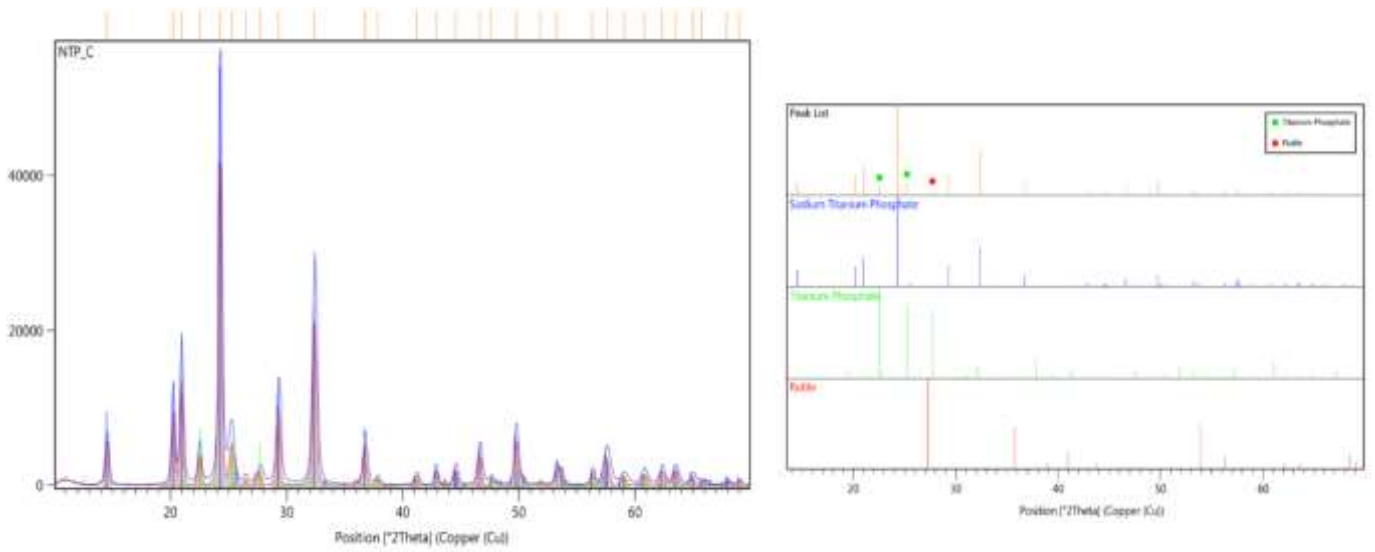 NTP_C
40000
20000
0
20 30 40 50 60
Position [°2Theta] (Copper (Cu))
Peak List
Titanium Phosphate
Rutile
Sodium Titanium Phosphate
Titanium Phosphate
Rutile
20 30 40 50 60
Position [°2Theta] (Copper (Cu))